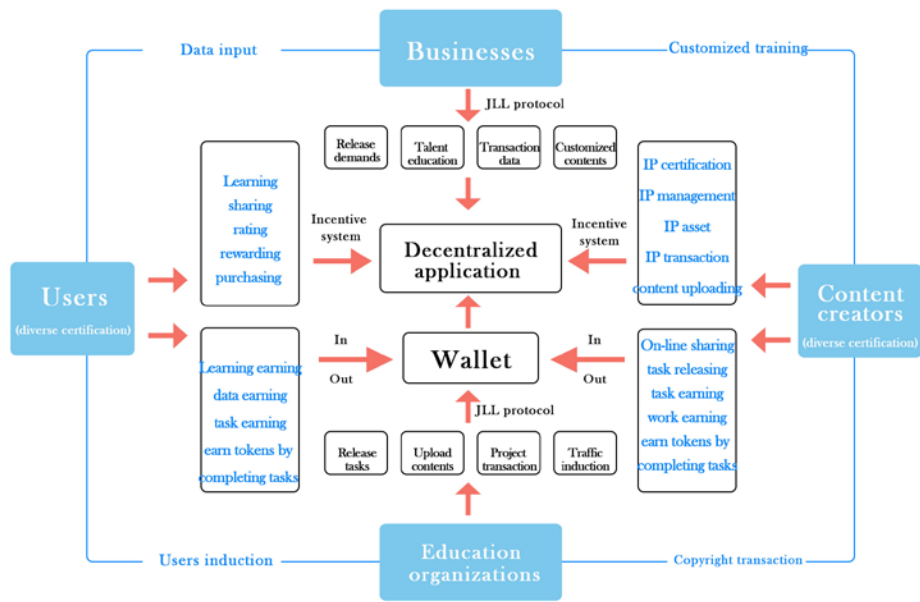 Data input
Businesses
Customized training
JLL protocol
Release
demands
Talent
education
Transaction
data
Customized
contents
Learning
sharing
rating
rewarding
purchasing
Incentive
system
Decentralized
application
Incentive
system
IP certification
IP management
IP asset
IP transaction
content uploading
Users
(diverse certification)
Content
creators
(diverse certification)
Learning earning
data earning
task earning
earn tokens by
completing tasks
In
Out
Wallet
In
Out
On-line sharing
task releasing
task earning
work earning
earn tokens by
completing tasks
JLL protocol
Release
tasks
Upload
contents
Project
transaction
Traffic
induction
Users induction
Education
organizations
Copyright transaction